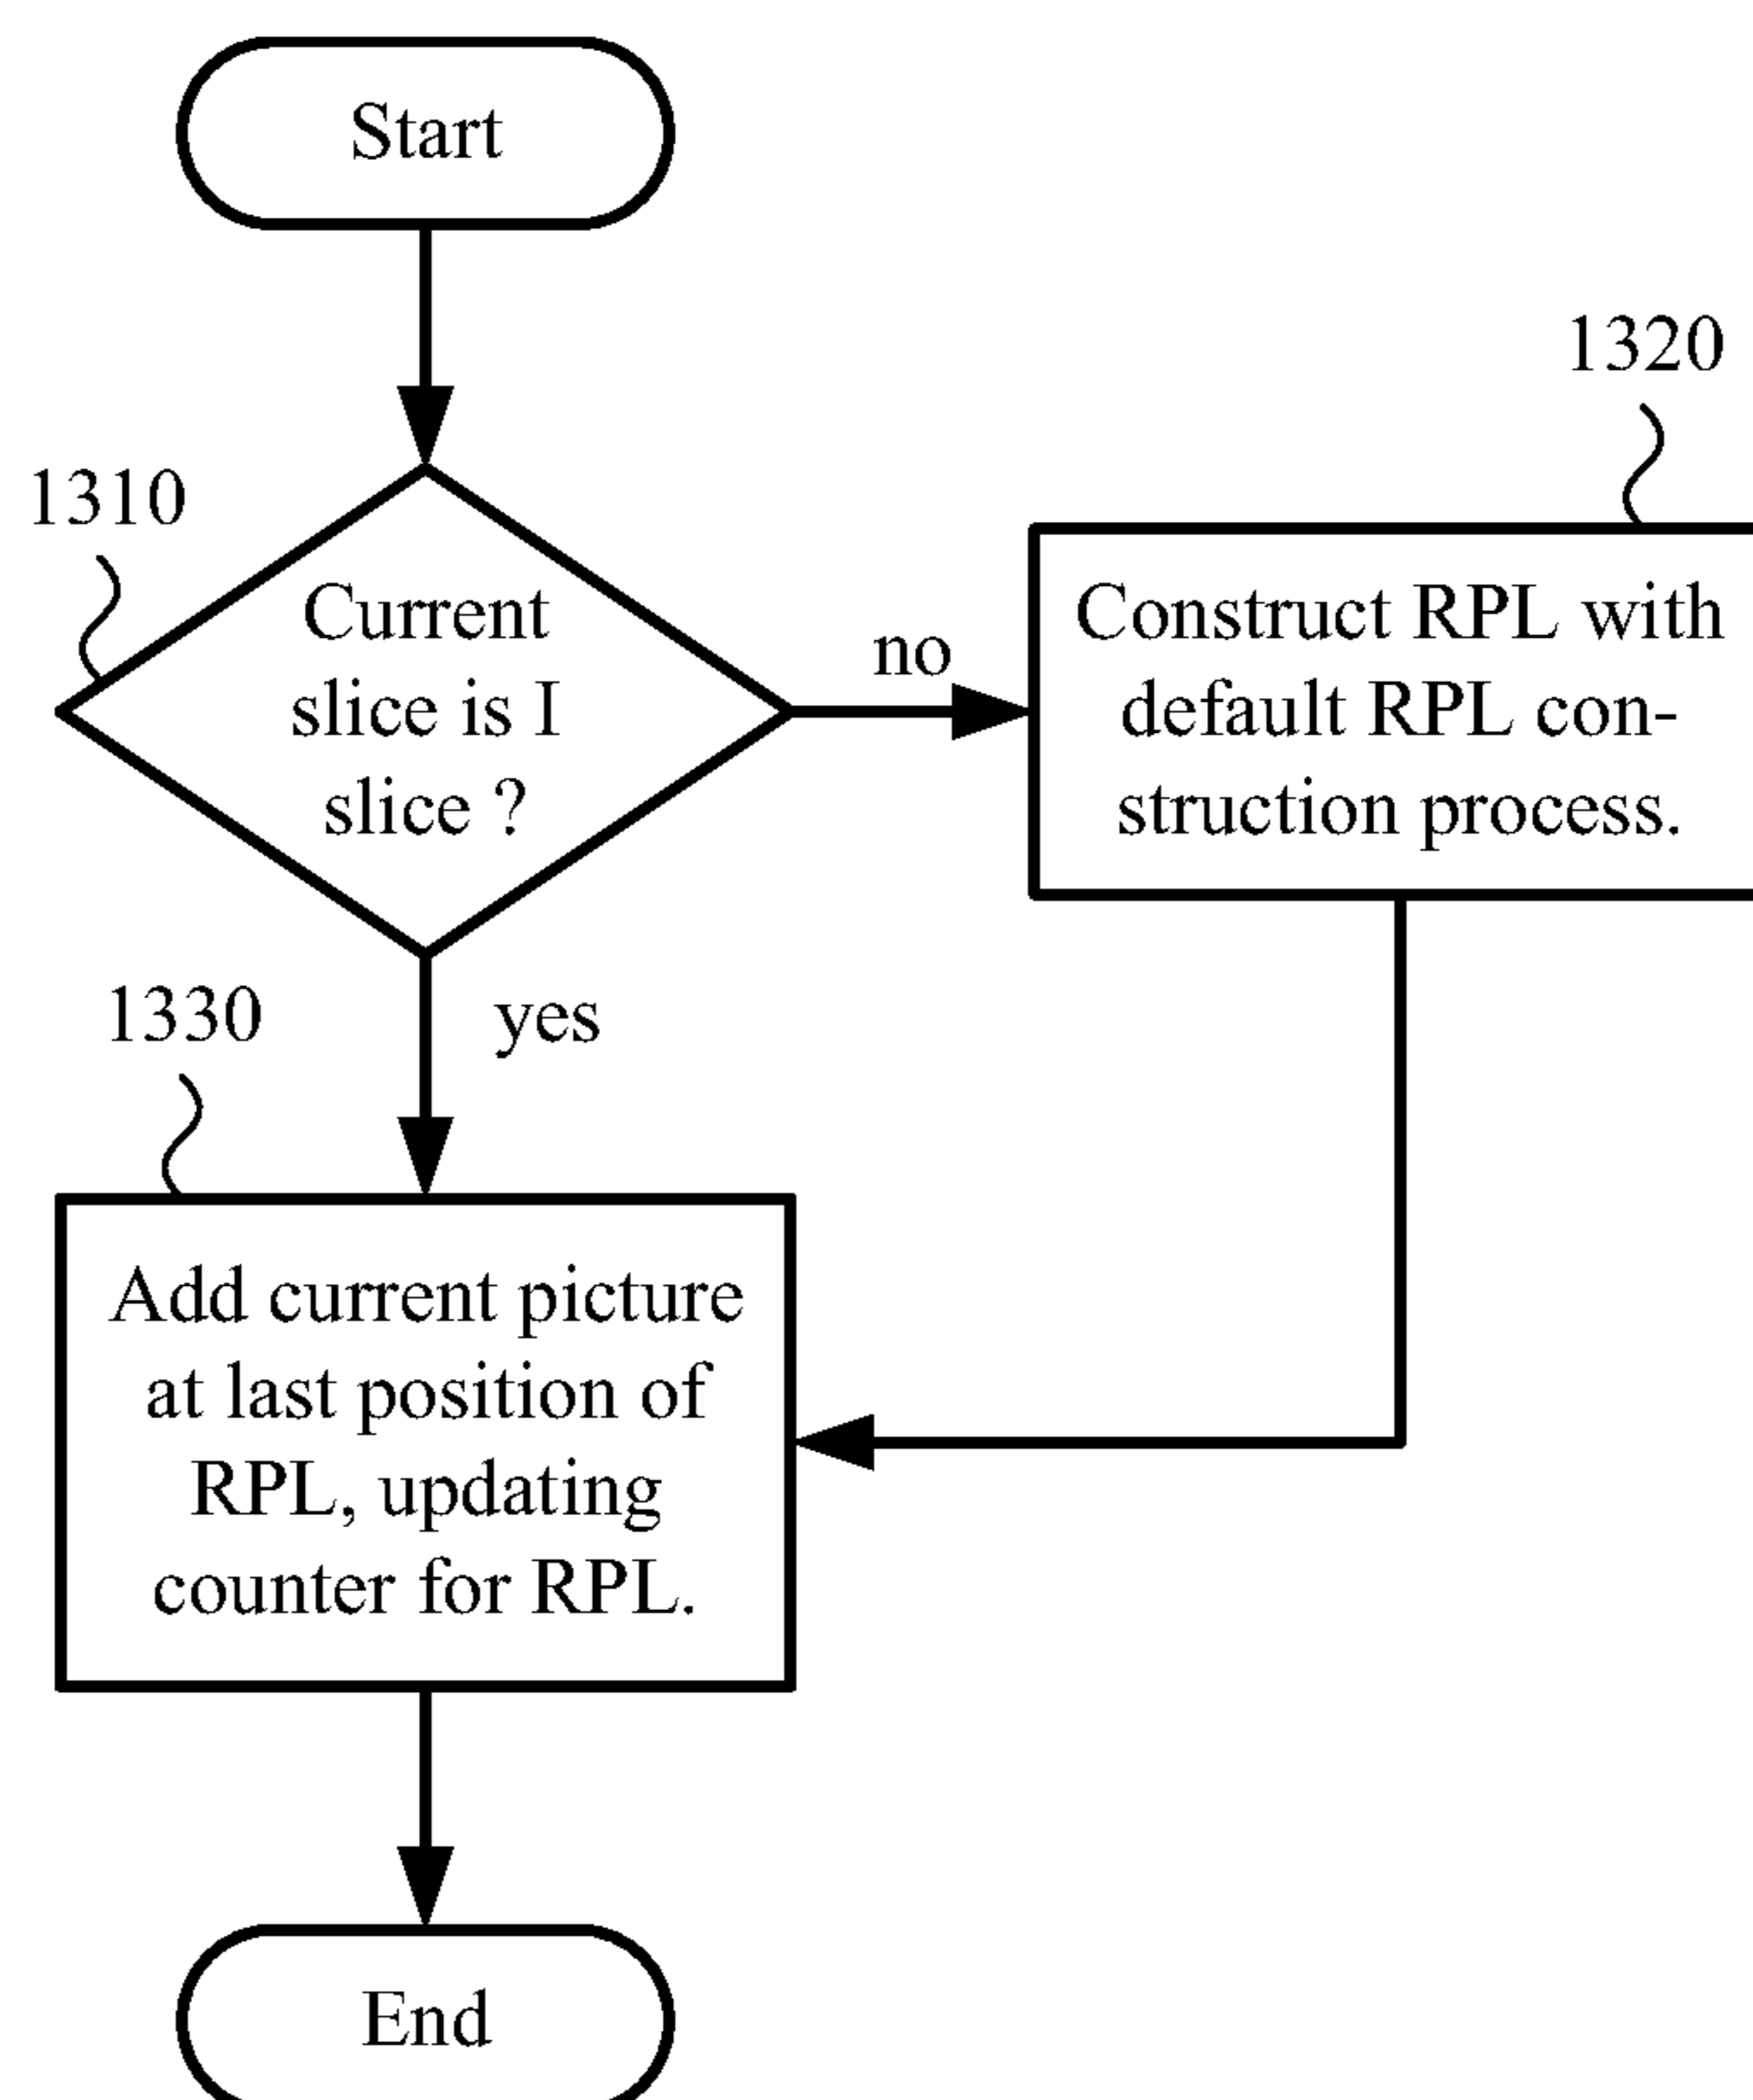 Start
1310
Current
slice is I
slice ?
no
1320
Construct RPL with
default RPL con-
struction process.
yes
1330
Add current picture
at last position of
RPL, updating
counter for RPL.
End